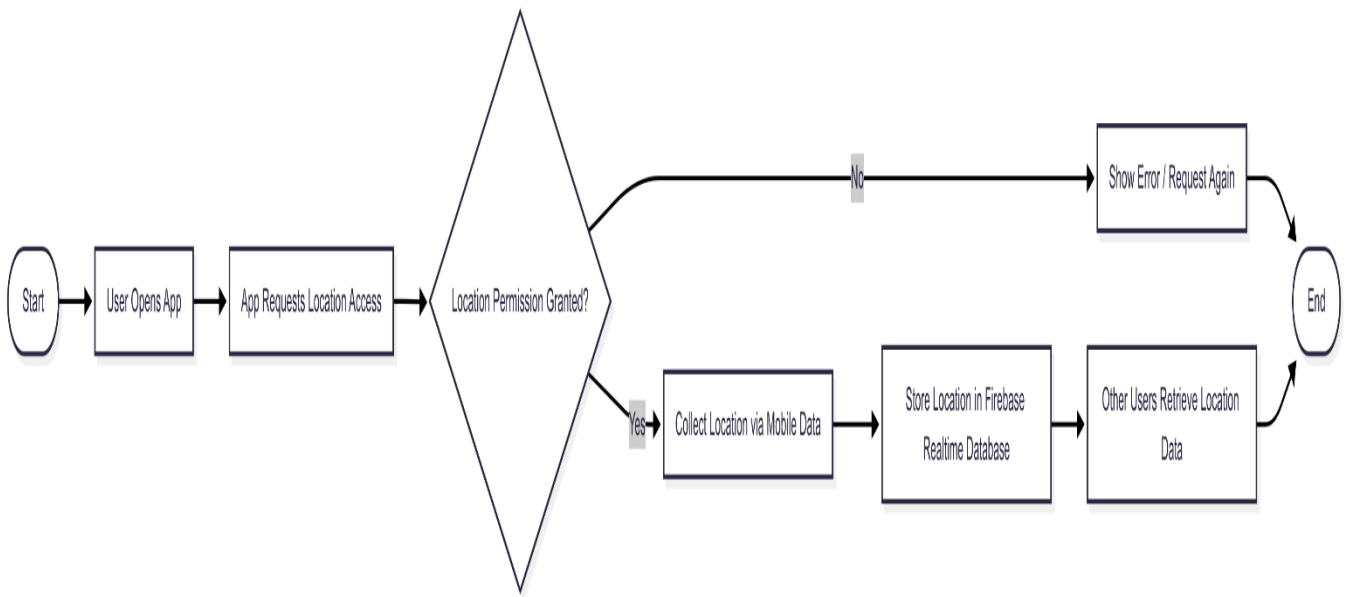 Start
User Opens App
App Requests Location Access
Location Permission Granted?
No
Show Error / Request Again
Yes
Collect Location via Mobile Data
Store Location in Firebase
Realtime Database
Other Users Retrieve Location
Data
End